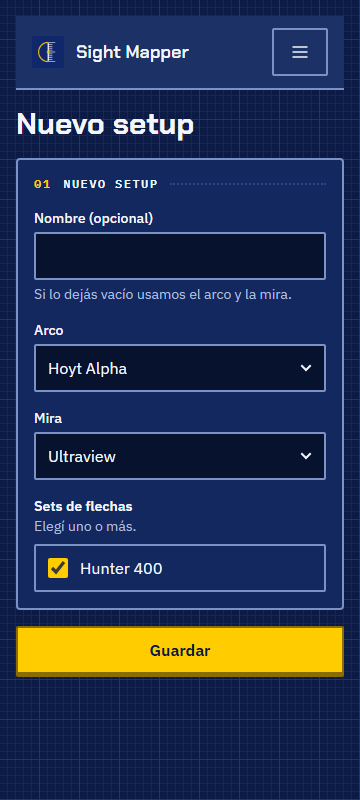 Sight Mapper
Nuevo setup
01 NUEVO SETUP
Nombre (opcional)
Si lo dejás vacío usamos el arco y la mira.
Arco
Hoyt Alpha
Mira
Ultraview
Sets de flechas
Elegí uno o más.
Hunter 400
Guardar